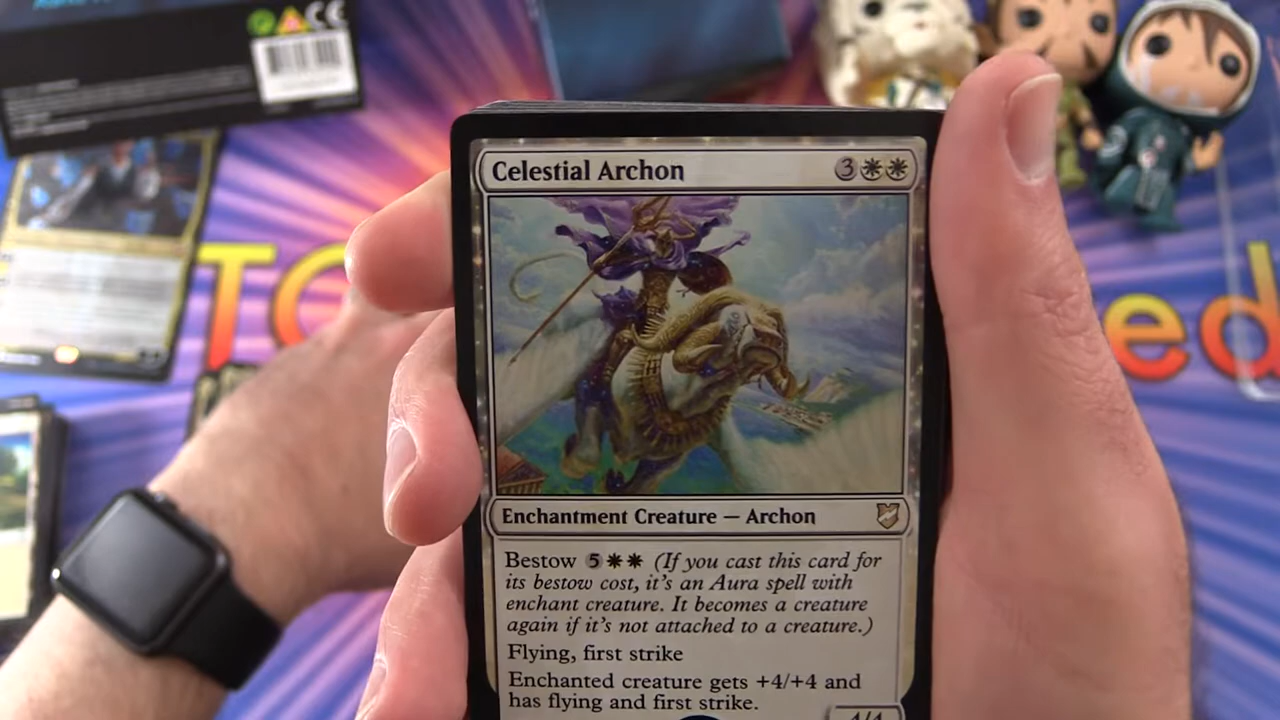 Celestial Archon 3
Enchantment Creature — Archon
Bestow 5 (If you cast this card for
its bestow cost, it's an Aura spell with
enchant creature. It becomes a creature
again if it's not attached to a creature.)
Flying, first strike
Enchanted creature gets +4/+4 and
has flying and first strike.
4/4
TO
ed
CE